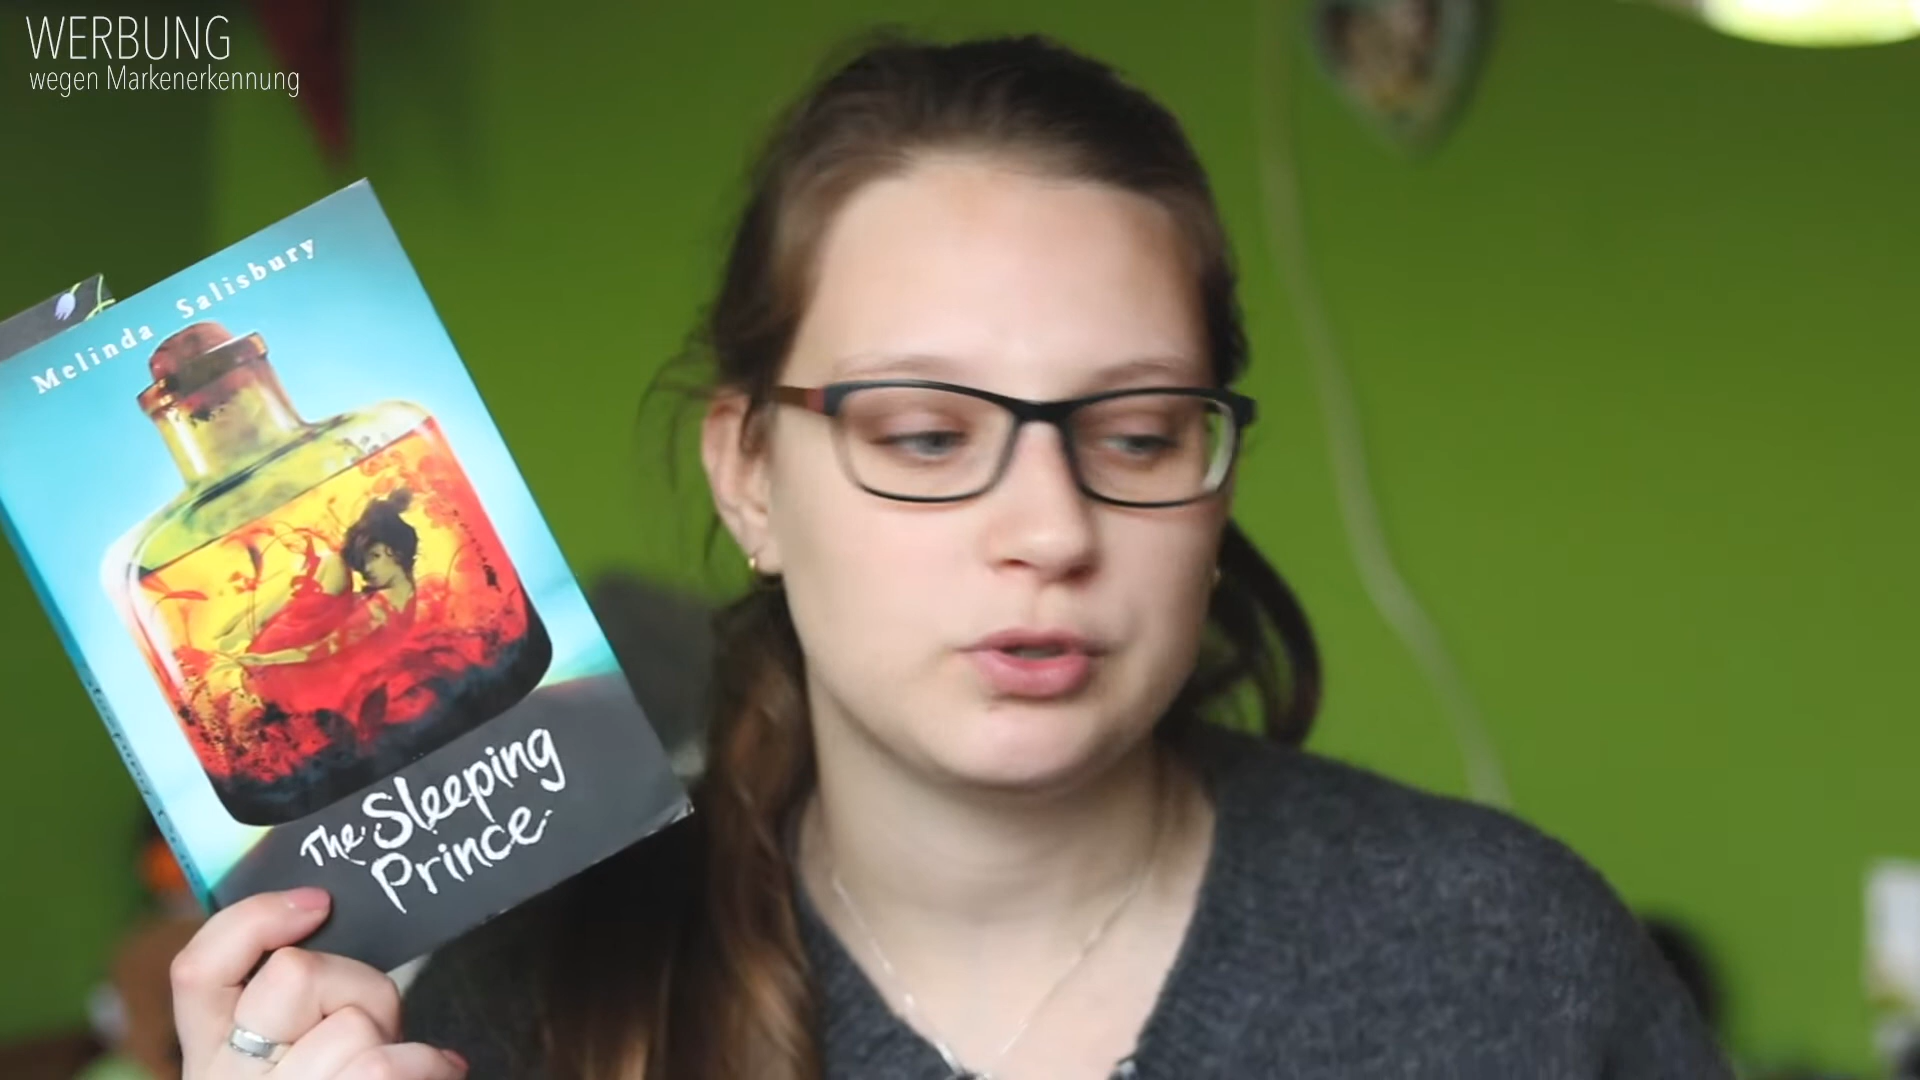 WERBUNG
wegen Markenerkennung
Melinda Salisbury
The Sleeping
Prince